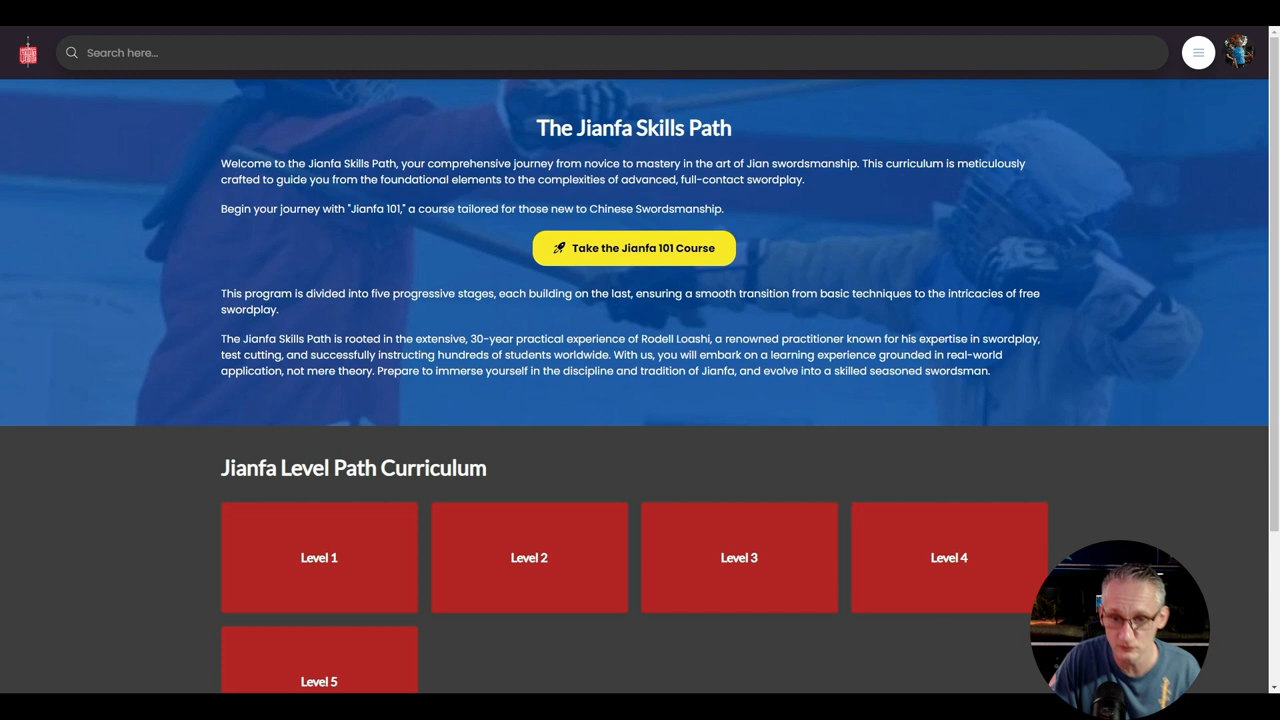 Search here...
The Jianfa Skills Path
Welcome to the Jianfa Skills Path, your comprehensive journey from novice to mastery in the art of Jian swordsmanship. This curriculum is meticulously
crafted to guide you from the foundational elements to the complexities of advanced, full-contact swordplay.
Begin your journey with "Jianfa 101," a course tailored for those new to Chinese Swordsmanship.
Take the Jianfa 101 Course
This program is divided into five progressive stages, each building on the last, ensuring a smooth transition from basic techniques to the intricacies of free
swordplay.
The Jianfa Skills Path is rooted in the extensive, 30-year practical experience of Rodell Loashi, a renowned practitioner known for his expertise in swordplay,
test cutting, and successfully instructing hundreds of students worldwide. With us, you will embark on a learning experience grounded in real-world
application, not mere theory. Prepare to immerse yourself in the discipline and tradition of Jianfa, and evolve into a skilled seasoned swordsman.
Jianfa Level Path Curriculum
Level 1
Level 2
Level 3
Level 4
Level 5